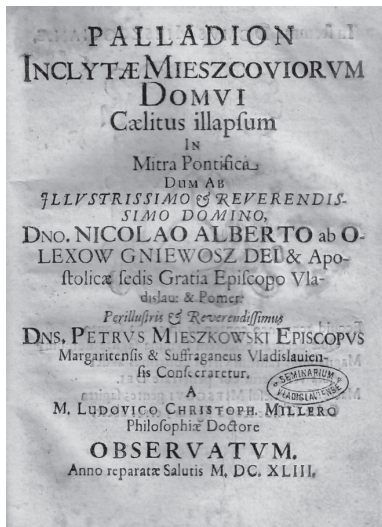 PALLADION
INCLYTÆ MIESZCOVIORVM
DOMVI
Cælitus illapſum
IN
Mitra Pontifica
DUM AB
ILLVSTRISSIMO & REVERENDIS-
SIMO DOMINO,
DNO. NICOLAO ALBERTO ab O-
LEXOW GNIEWOSZ DEI & Apo-
ſtolicæ ſedis Gratia Epiſcopo Vla-
dislau: & Pomer:
Perilluſtris & Reverendiſſimus
DNS. PETRVS MIESZKOWSKI EPISCOPVS
Margaritenſis & Suffraganeus Vladislauien-
ſis Conſecraretur.
A
M. LUDOVICO CHRISTOPH. MILLERO
Philoſophiæ Doctore
OBSERVATVM.
Anno reparatæ Salutis M. DC. XLIII.
SEMINARIUM
VLADISLAVIENSE